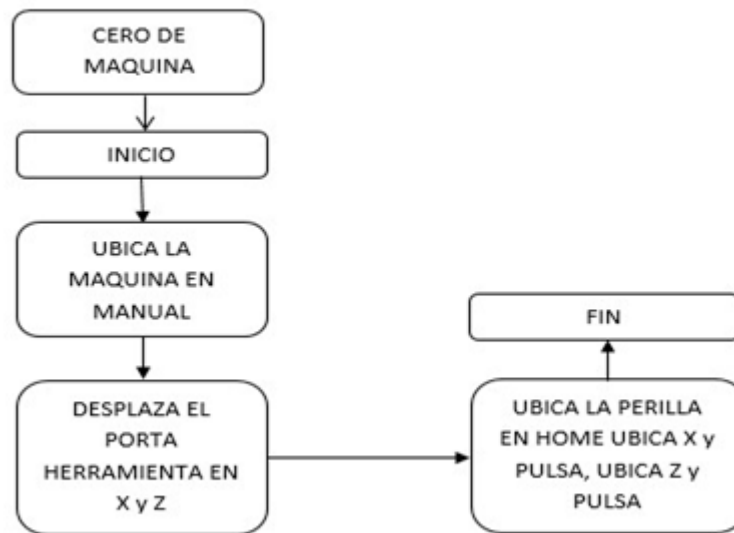 CERO DE
MAQUINA
INICIO
UBICA LA
MAQUINA EN
MANUAL
DESPLAZA EL
PORTA
HERRAMIENTA EN
X y Z
UBICA LA PERILLA
EN HOME UBICA X y
PULSA, UBICA Z y
PULSA
FIN